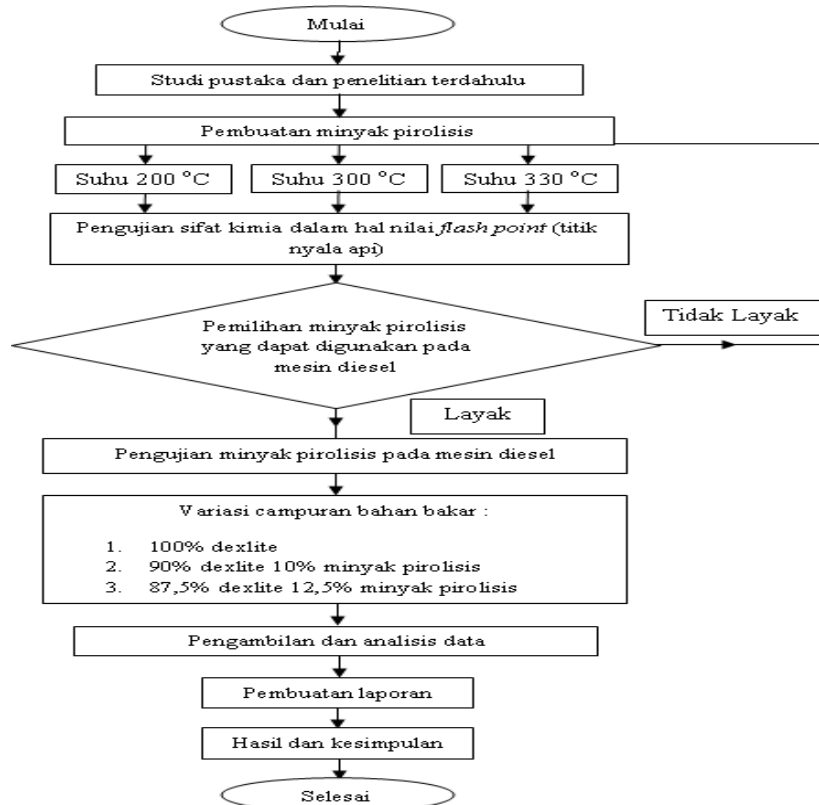 Mulai
Studi pustaka dan penelitian terdahulu
Pembuatan minyak pirolisis
Suhu 200 °C
Suhu 300 °C
Suhu 330 °C
Pengujian sifat kimia dalam hal nilai flash point (titik
nyala api)
Pemilihan minyak pirolisis
yang dapat digunakan pada
mesin diesel
Tidak Layak
Layak
Pengujian minyak pirolisis pada mesin diesel
Variasi campuran bahan bakar :
1. 100% dexlite
2. 90% dexlite 10% minyak pirolisis
3. 87,5% dexlite 12,5% minyak pirolisis
Pengambilan dan analisis data
Pembuatan laporan
Hasil dan kesimpulan
Selesai